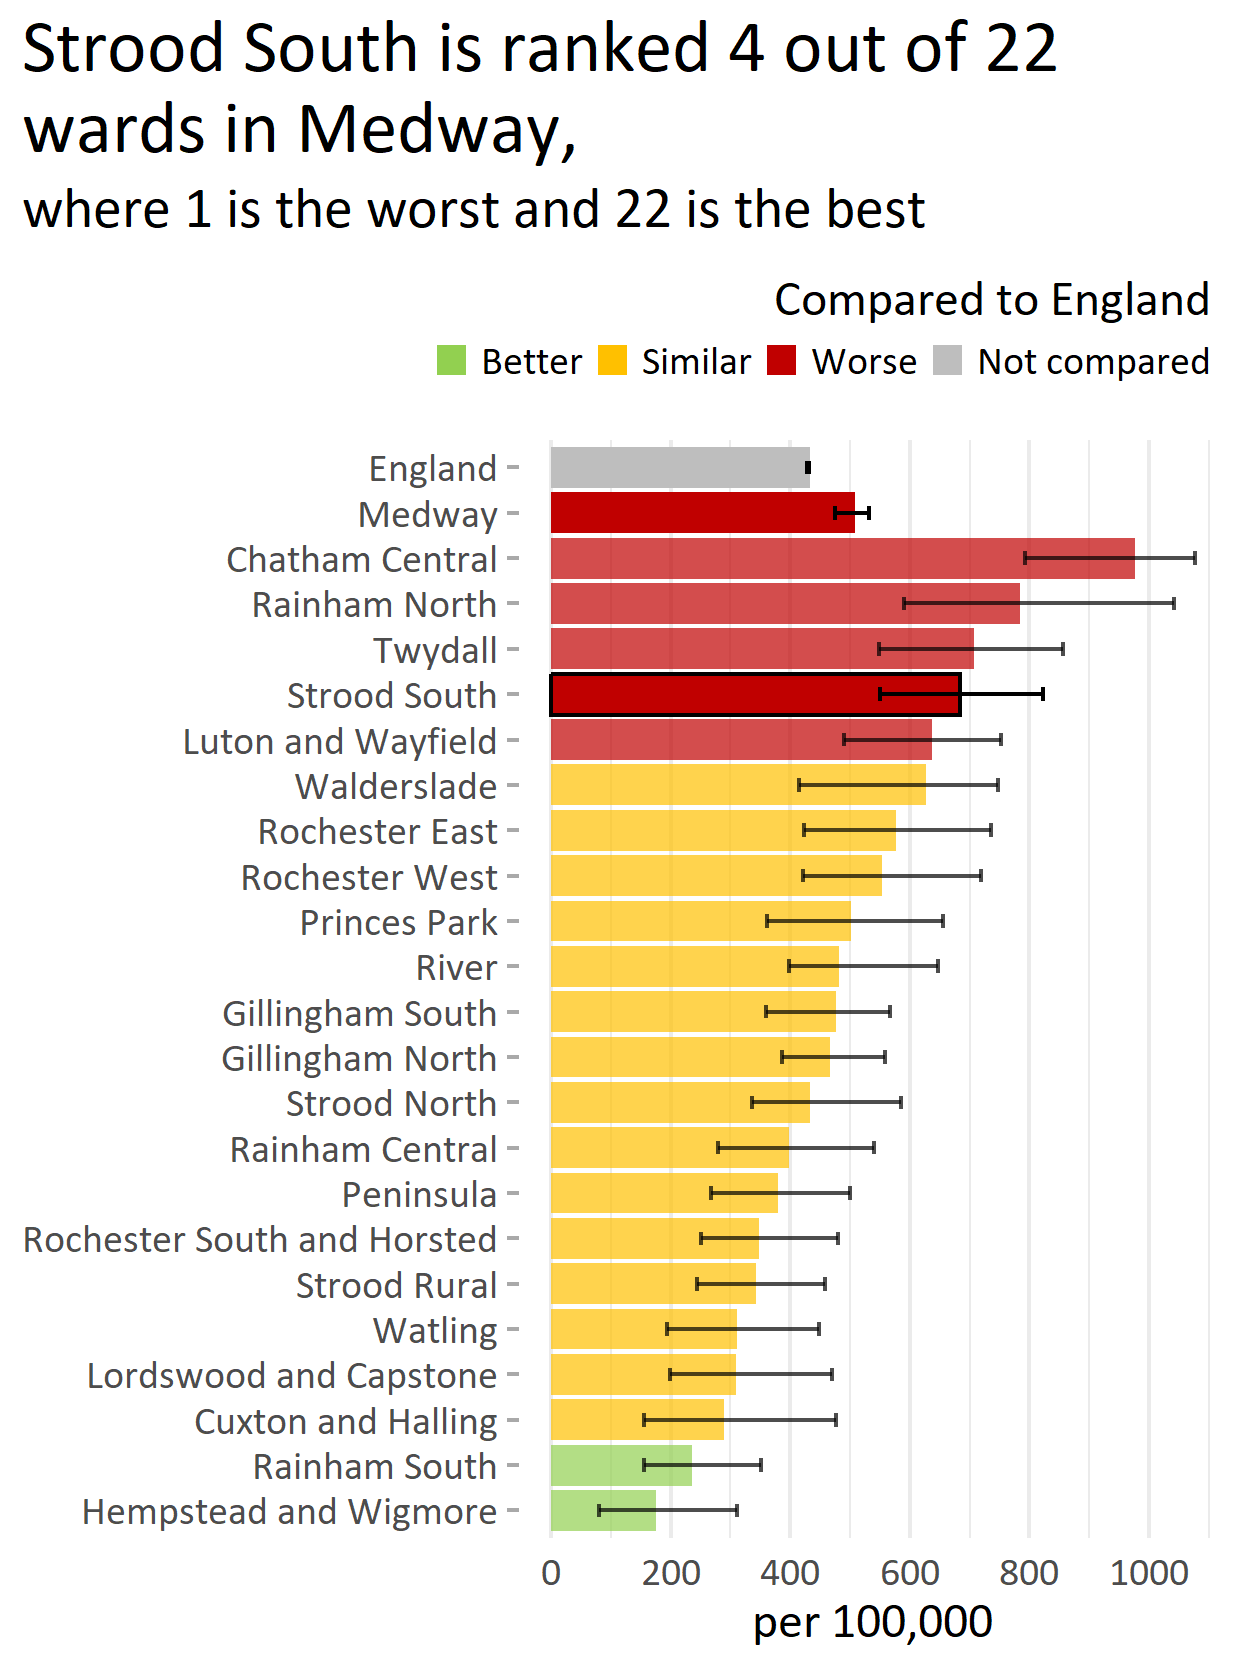 Strood South is ranked 4 out of 22
wards in Medway,
where 1 is the worst and 22 is the best
Compared to England
Better Similar Worse Not compared
England
Medway
Chatham Central
Rainham North
Twydall
Strood South
Luton and Wayfield
Walderslade
Rochester East
Rochester West
Princes Park
River
Gillingham South
Gillingham North
Strood North
Rainham Central
Peninsula
Rochester South and Horsted
Strood Rural
Watling
Lordswood and Capstone
Cuxton and Halling
Rainham South
Hempstead and Wigmore
0 200 400 600 800 1000
per 100,000